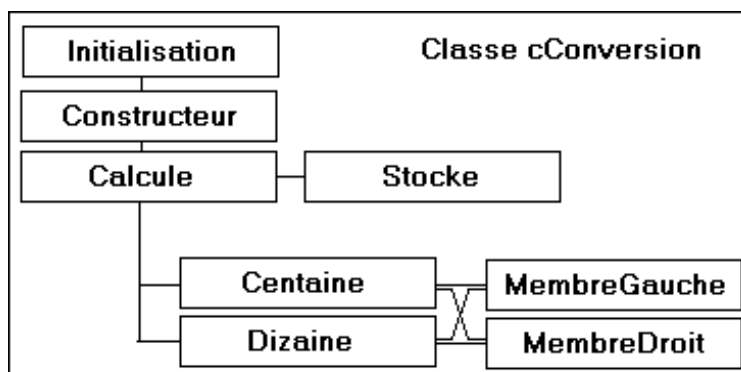 Initialisation
Classe cConversion
Constructeur
Calcule
Stocke
Centaine
MembreGauche
Dizaine
MembreDroit